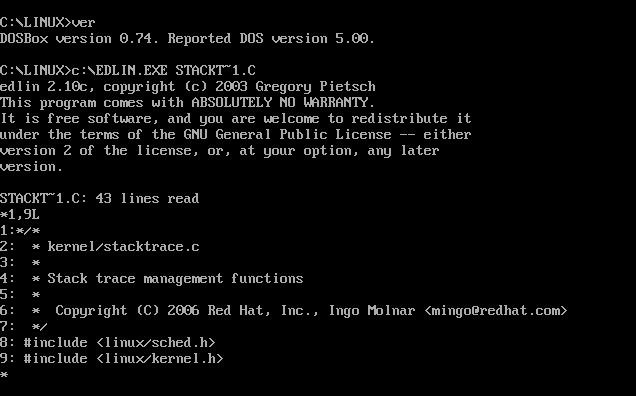 C:\LINUX>ver
DOSBox version 0.74. Reported DOS version 5.00.
C:\LINUX>c:\EDLIN.EXE STACKT~1.C
edlin 2.10c, copyright (c) 2003 Gregory Pietsch
This program comes with ABSOLUTELY NO WARRANTY.
It is free software, and you are welcome to redistribute it
under the terms of the GNU General Public License -- either
version 2 of the license, or, at your option, any later
version.
STACKT~1.C: 43 lines read
*1,9L
1:*/*
2:  * kernel/stacktrace.c
3:  *
4:  * Stack trace management functions
5:  *
6:  *  Copyright (C) 2006 Red Hat, Inc., Ingo Molnar <mingo@redhat.com>
7:  */
8: #include <linux/sched.h>
9: #include <linux/kernel.h>
*